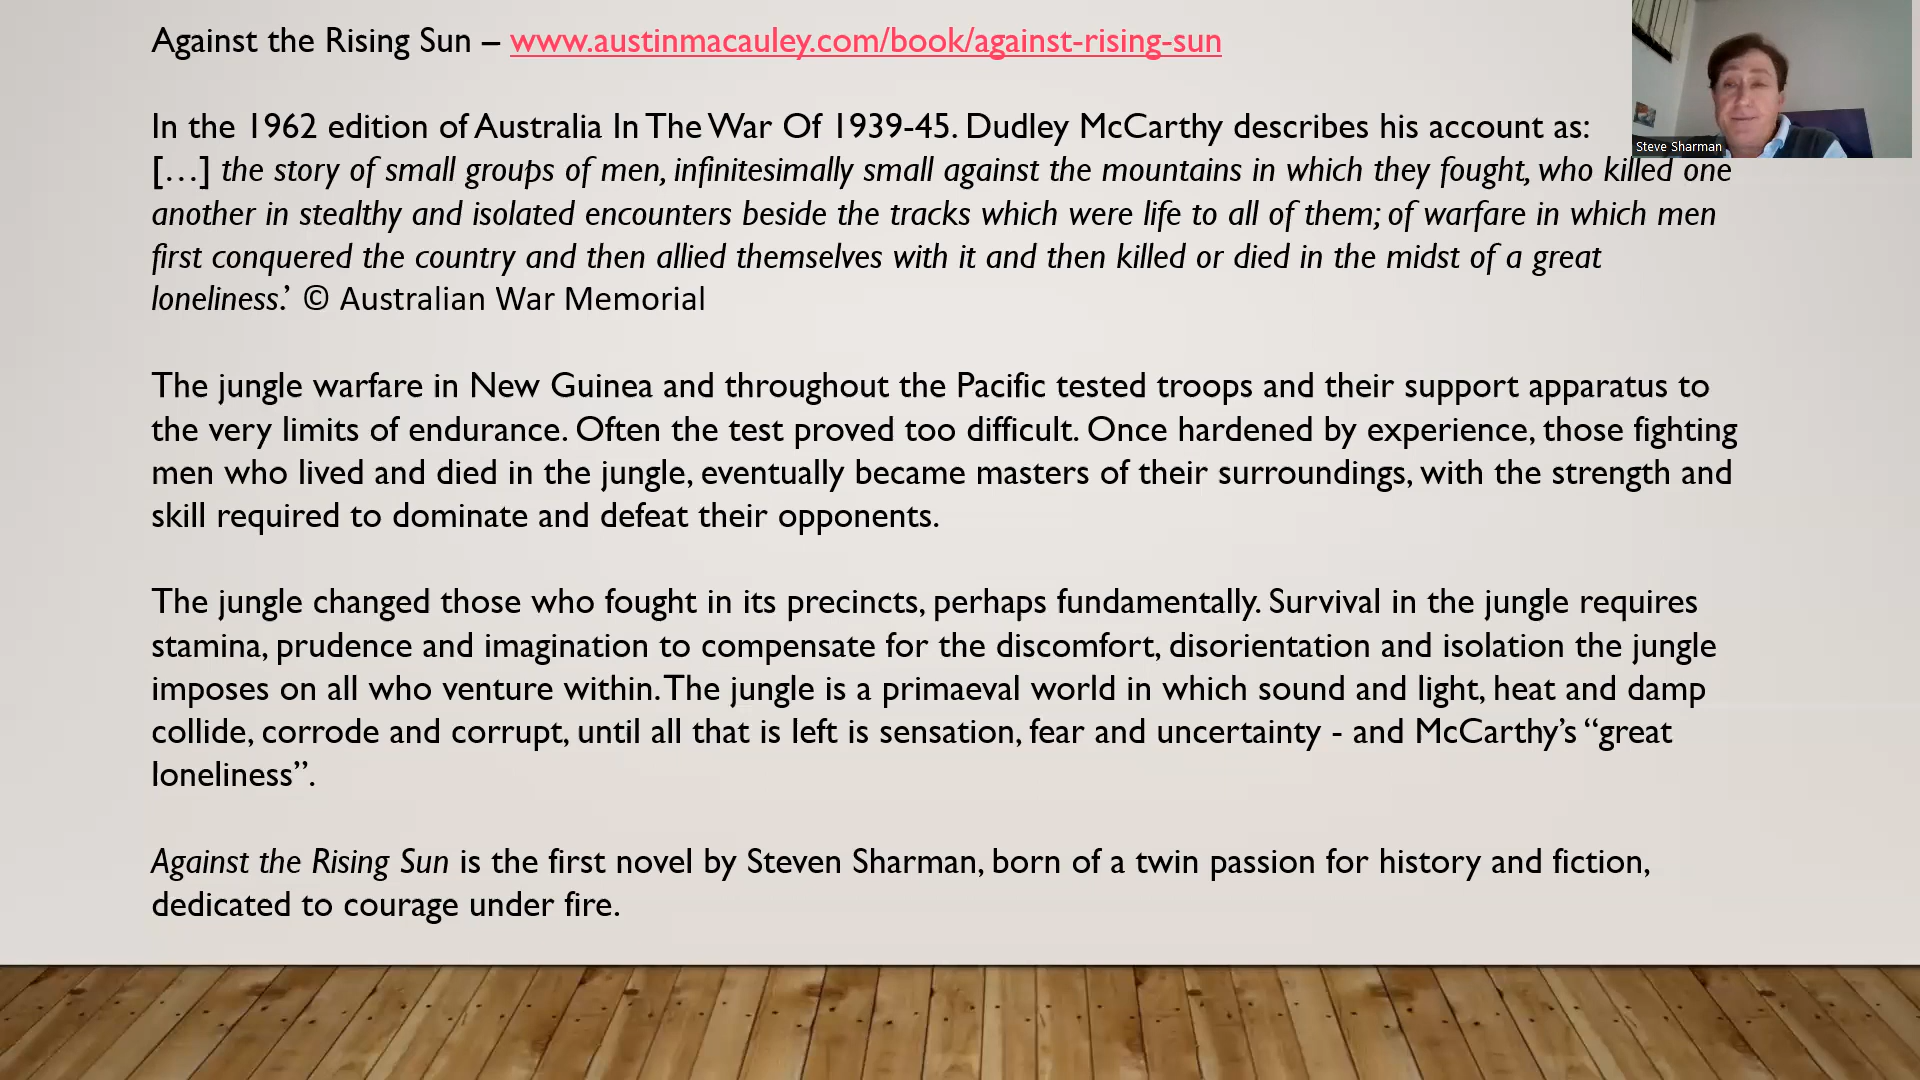 Against the Rising Sun – www.austinmacauley.com/book/against-rising-sun
In the 1962 edition of Australia In The War Of 1939-45. Dudley McCarthy describes his account as:
[…] the story of small groups of men, infinitesimally small against the mountains in which they fought, who killed one
another in stealthy and isolated encounters beside the tracks which were life to all of them; of warfare in which men
first conquered the country and then allied themselves with it and then killed or died in the midst of a great
loneliness.’ © Australian War Memorial
The jungle warfare in New Guinea and throughout the Pacific tested troops and their support apparatus to
the very limits of endurance. Often the test proved too difficult. Once hardened by experience, those fighting
men who lived and died in the jungle, eventually became masters of their surroundings, with the strength and
skill required to dominate and defeat their opponents.
The jungle changed those who fought in its precincts, perhaps fundamentally. Survival in the jungle requires
stamina, prudence and imagination to compensate for the discomfort, disorientation and isolation the jungle
imposes on all who venture within. The jungle is a primaeval world in which sound and light, heat and damp
collide, corrode and corrupt, until all that is left is sensation, fear and uncertainty - and McCarthy’s “great
loneliness”.
Against the Rising Sun is the first novel by Steven Sharman, born of a twin passion for history and fiction,
dedicated to courage under fire.
Steve Sharman